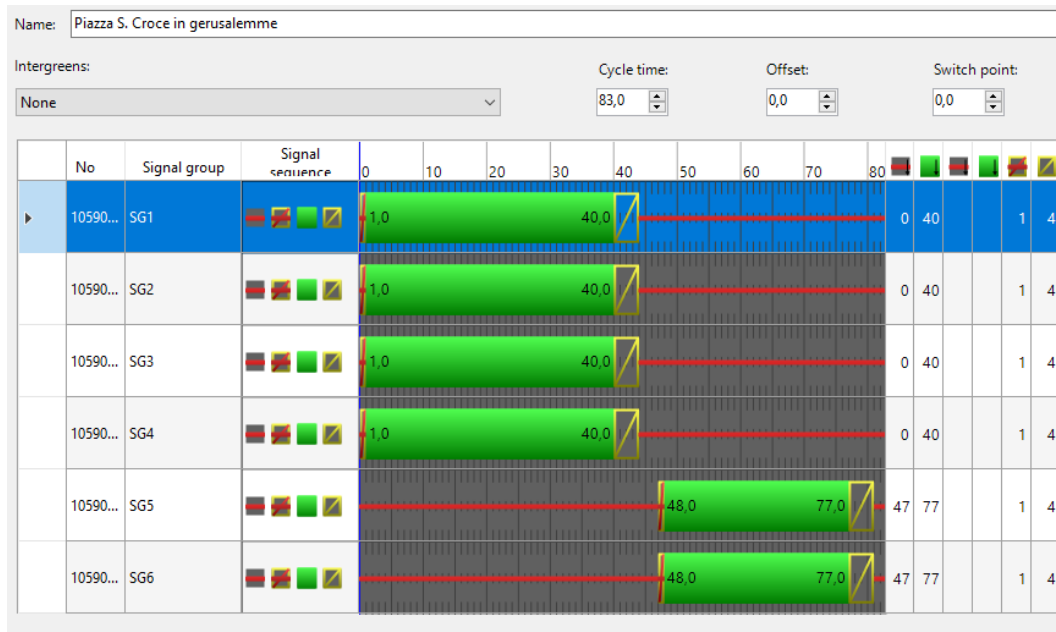 Name: Piazza S. Croce in gerusalemme
Intergreens: Cycle time: Offset: Switch point:
None 83,0 0,0 0,0
No Signal group Signal sequence 0 10 20 30 40 50 60 70 80
10590... SG1 1,0 40,0 0 40 1 4
10590... SG2 1,0 40,0 0 40 1 4
10590... SG3 1,0 40,0 0 40 1 4
10590... SG4 1,0 40,0 0 40 1 4
10590... SG5 48,0 77,0 47 77 1 4
10590... SG6 48,0 77,0 47 77 1 4